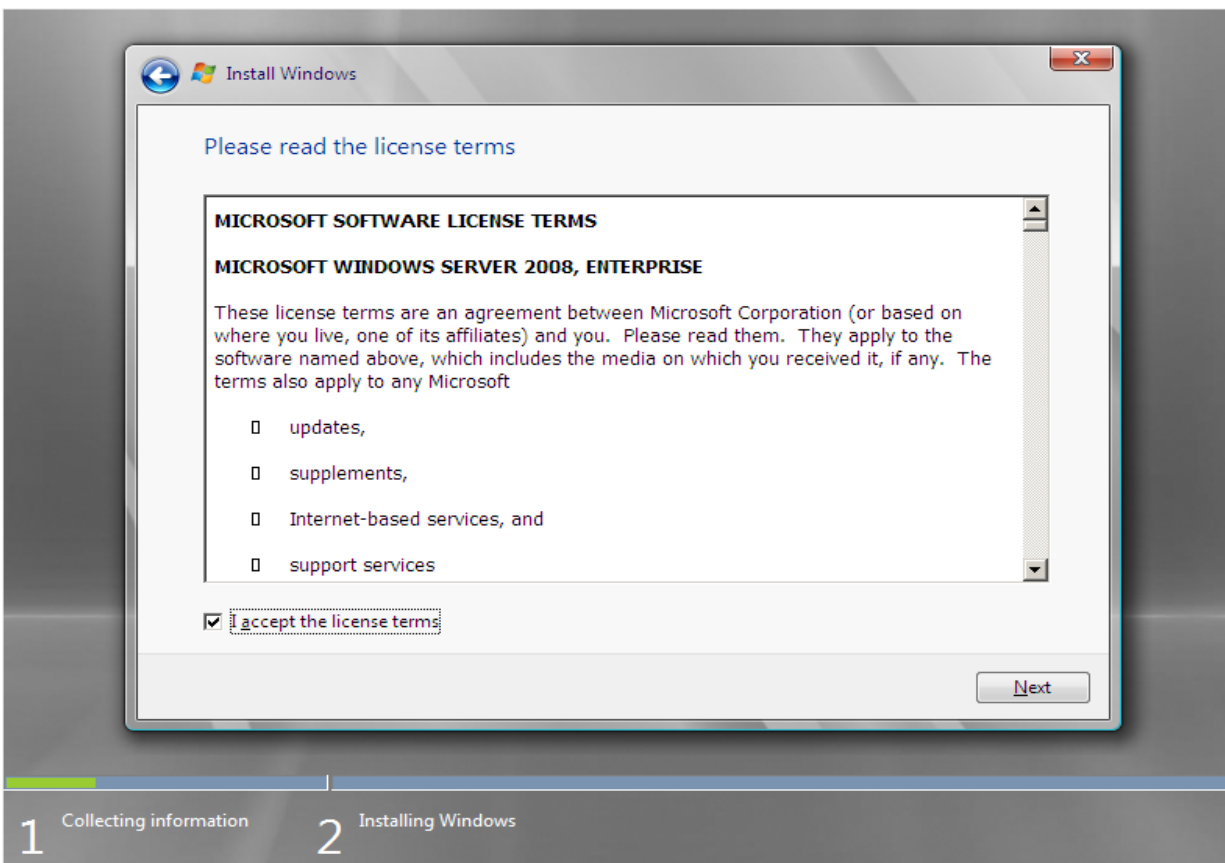 Install Windows
Please read the license terms
MICROSOFT SOFTWARE LICENSE TERMS
MICROSOFT WINDOWS SERVER 2008, ENTERPRISE
These license terms are an agreement between Microsoft Corporation (or based on
where you live, one of its affiliates) and you.  Please read them.  They apply to the
software named above, which includes the media on which you received it, if any.  The
terms also apply to any Microsoft
updates,
supplements,
Internet-based services, and
support services
I accept the license terms
Next
1 Collecting information
2 Installing Windows